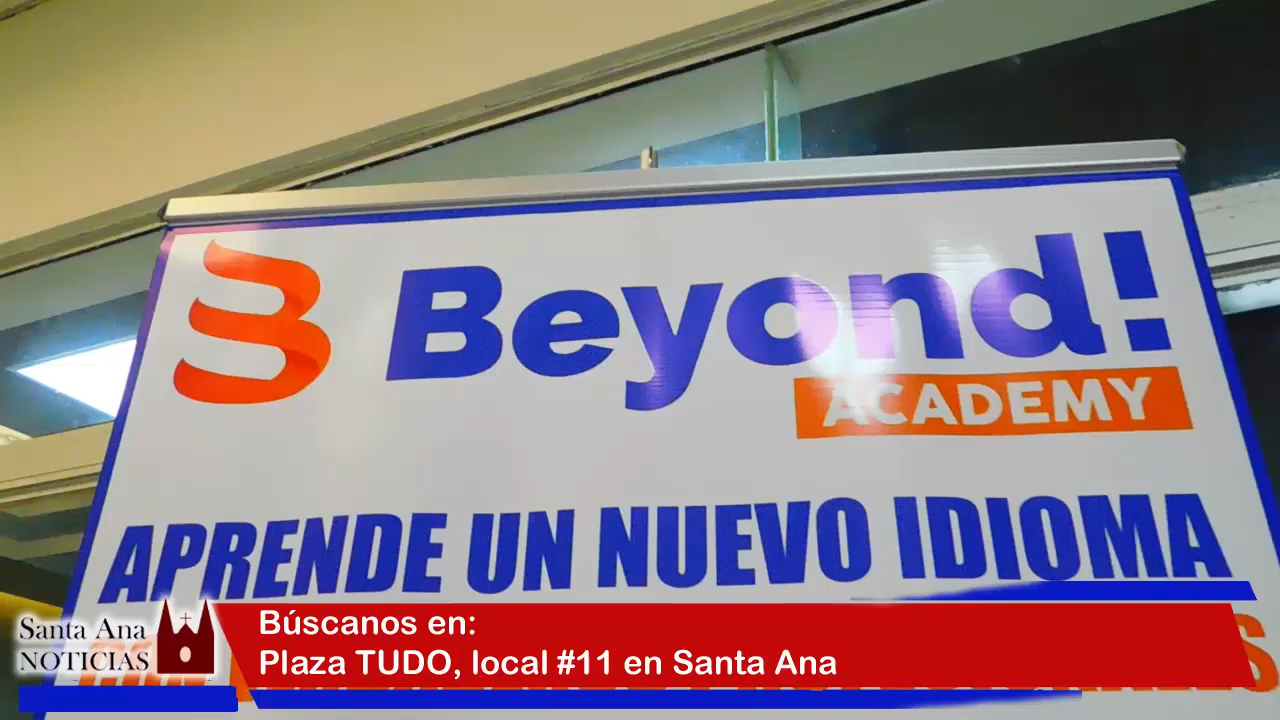 Beyond!
ACADEMY
APRENDE UN NUEVO IDIOMA
Búscanos en:
Plaza TUDO, local #11 en Santa Ana
Santa Ana
NOTICIAS